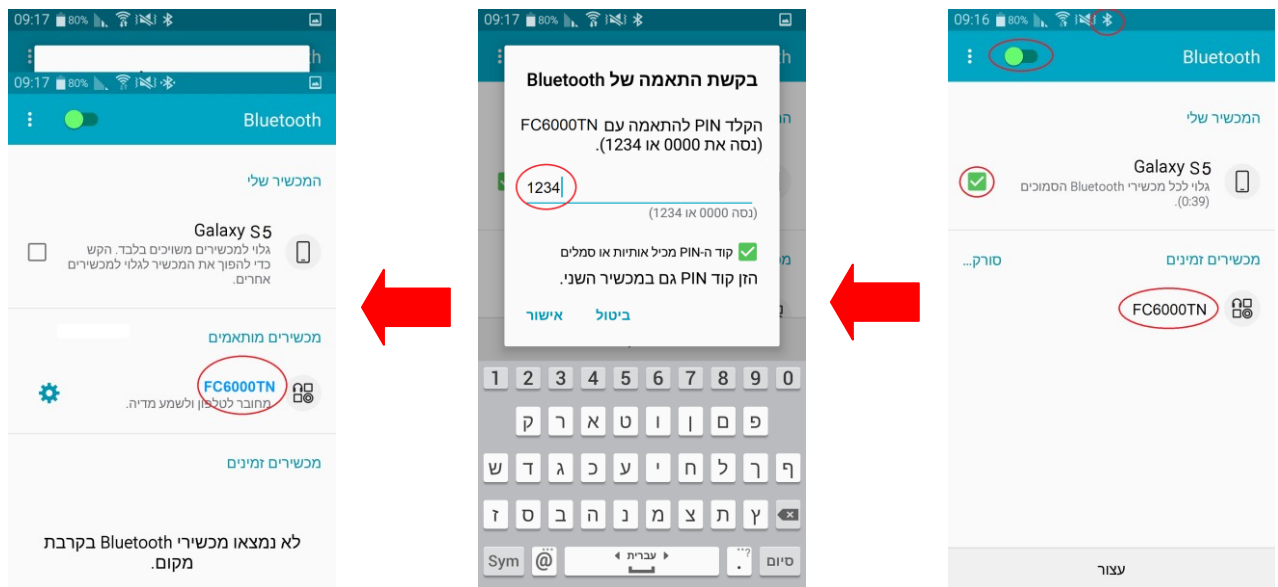 09:16 80%
Bluetooth
המכשיר שלי
Galaxy S5
גלוי לכל מכשירי Bluetooth הסמוכים
(0:39).
מכשירים זמינים
סורק...
FC6000TN
עצור
09:17 80%
בקשת התאמה של Bluetooth
הקלד PIN להתאמה עם FC6000TN
(נסה את 0000 או 1234).
1234
(נסה 0000 או 1234)
קוד ה-PIN מכיל אותיות או סמלים
הזן קוד PIN גם במכשיר השני.
ביטול אישור
1 2 3 4 5 6 7 8 9 0
פ ם ן ו ט א ר ק
ף ך ל ח י ע כ ג ד ש
ץ ת צ מ נ ה ב ס ז
Sym @ עברית . ? סיום
09:17 80%
h
09:17 80%
Bluetooth
המכשיר שלי
Galaxy S5
גלוי למכשירים משויכים בלבד. הקש
כדי להפוך את המכשיר לגלוי למכשירים
אחרים.
מכשירים מותאמים
FC6000TN
מחובר לטלפון ולשמע מדיה.
מכשירים זמינים
לא נמצאו מכשירי Bluetooth בקרבת
מקום.